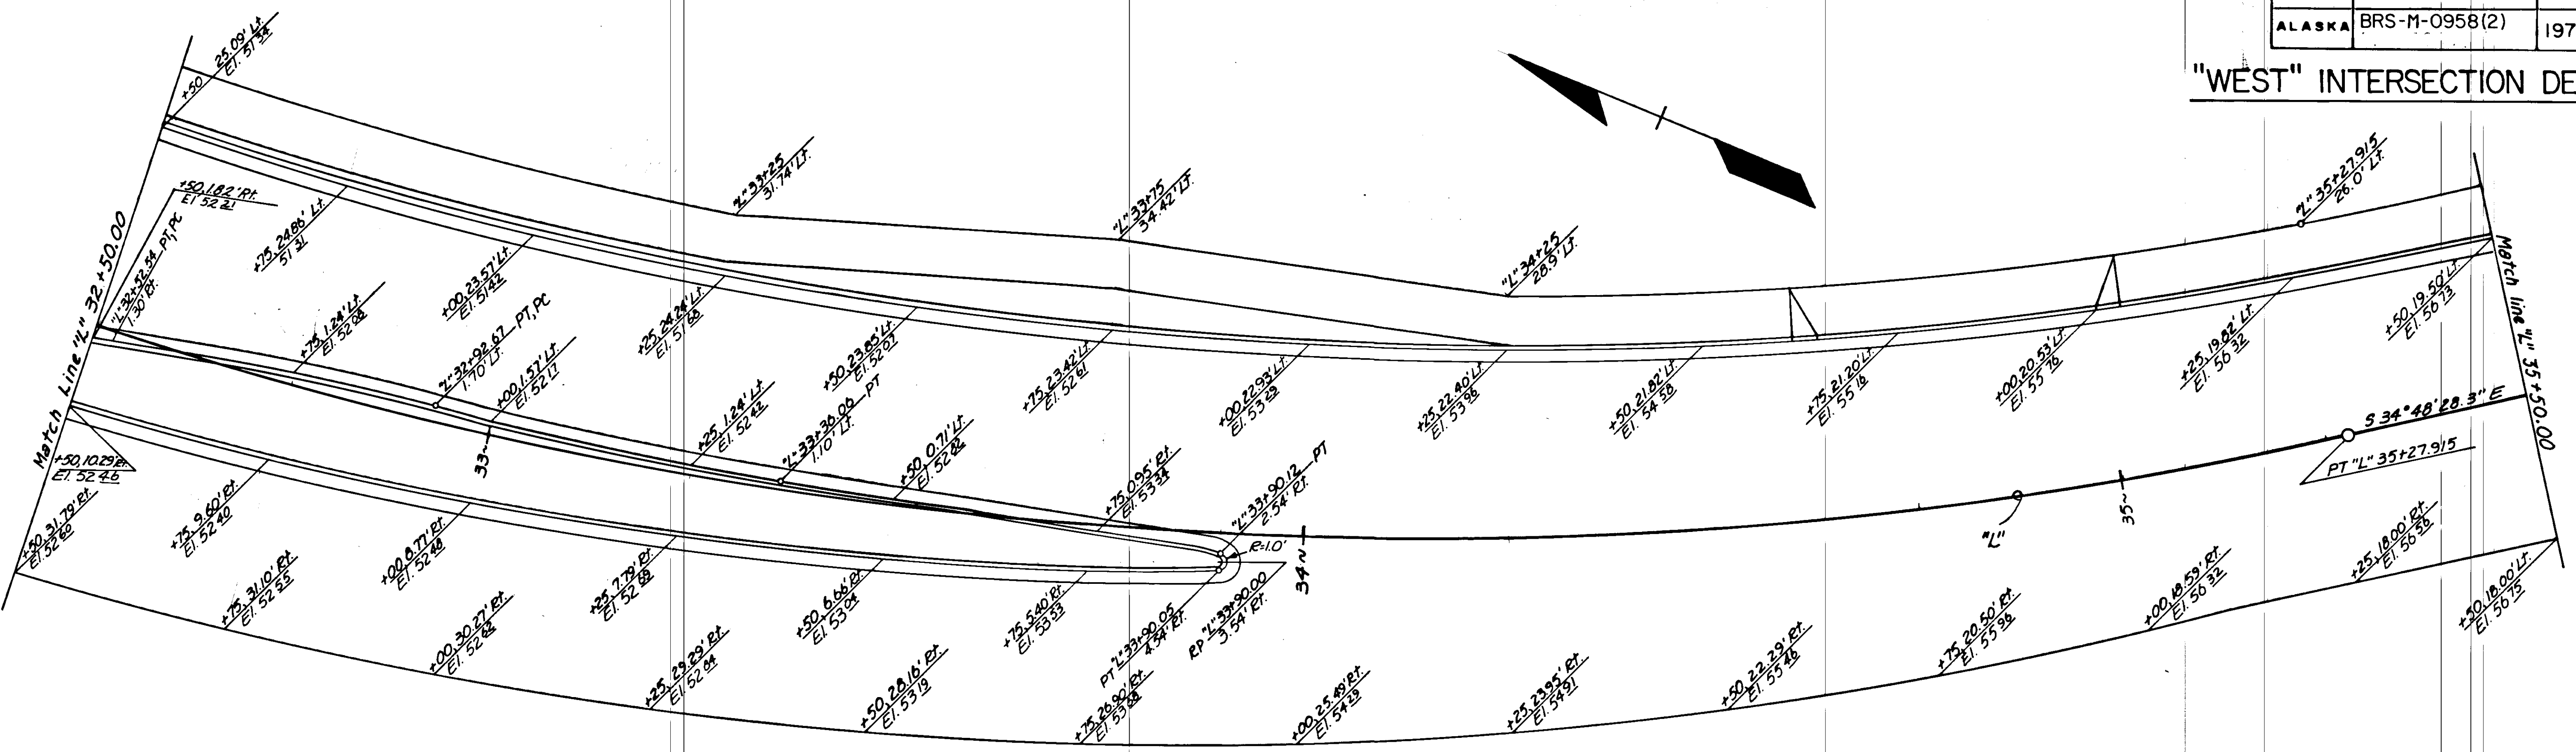 ALASKA
BRS-M-0958(2)
197
"WEST" INTERSECTION DE
+50 25.09' Lt.
El. 51 34
"L" 33+25
31.74' Lt.
"L" 33+75
34.42' Lt.
"L" 34+25
28.9' Lt.
"L" 35+27.915
26.0' Lt.
Match Line "L" 32+50.00
+50, 1.82' Rt.
El 52 21
"L" 32+52.54 PT, PC
1.30' Rt.
+75, 24.86' Lt.
51 31
+00, 23.57' Lt.
El. 51 42
+25, 24.24' Lt.
El. 51 68
+50, 23.85' Lt.
El. 52 07
+75, 23.42' Lt.
El. 52 61
+00, 22.93' Lt.
El. 53 29
+25, 22.40' Lt.
El. 53 96
+50, 21.82' Lt.
El. 54 58
+75, 21.20' Lt.
El. 55 16
+00, 20.53' Lt.
El. 55 76
+25, 19.82' Lt.
El. 56 32
+50, 19.50' Lt.
El. 56 73
Match line "L" 35+50.00
+75, 1.24' Lt.
El. 52 08
"L" 32+92.67 PT, PC
1.70' Lt.
+00, 1.57' Lt.
El. 52 17
+25, 1.24' Lt.
El. 52 42
"L" 33+36.06 PT
1.10' Lt.
+50, 0.71' Lt.
El. 52 82
+75, 0.95' Rt.
El. 53 34
"L" 33+90.12 PT
2.54' Rt.
R=1.0'
33~
34~
35~
"L"
S 34°48'28.3" E
PT "L" 35+27.915
+50, 10.29' Rt.
El. 52 46
+75, 9.60' Rt.
El. 52 40
+00, 8.77' Rt.
El. 52 48
+25, 7.79' Rt.
El. 52 69
+50, 6.66' Rt.
El. 53 04
+75, 5.40' Rt.
El. 53 53
PT "L" 33+90.05
4.54' Rt.
RP "L" 33+90.00
3.54' Rt.
+50, 31.79' Rt.
El. 52 60
+75, 31.10' Rt.
El. 52 55
+00, 30.27' Rt.
El. 52 62
+25, 29.29' Rt.
El. 52 84
+50, 28.16' Rt.
El. 53 19
+75, 26.90' Rt.
El. 53 68
+00, 25.49' Rt.
El. 54 29
+25, 23.95' Rt.
El. 54 91
+50, 22.29' Rt.
El. 55 46
+75, 20.50' Rt.
El. 55 96
+00, 18.59' Rt.
El. 56 32
+25, 18.00' Rt.
El. 56 56
+50, 18.00' Lt.
El. 56 75